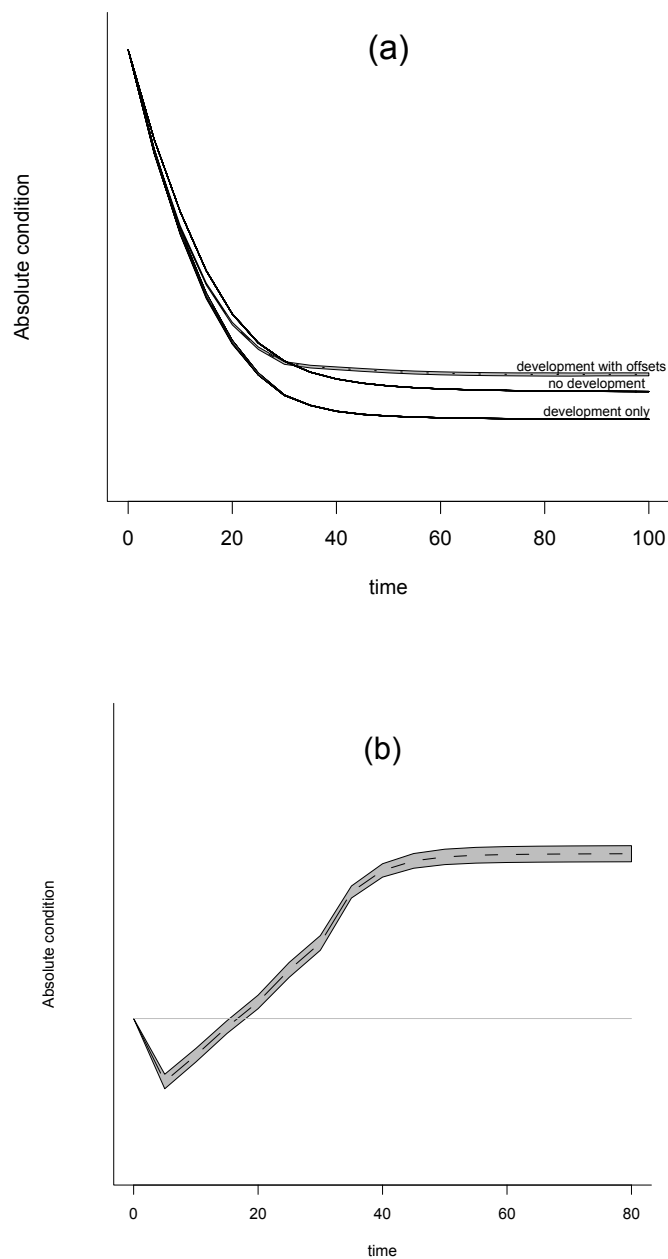 (a)
Absolute condition
development with offsets
no development
development only
0 20 40 60 80 100
time
(b)
Absolute condition
0 20 40 60 80
time